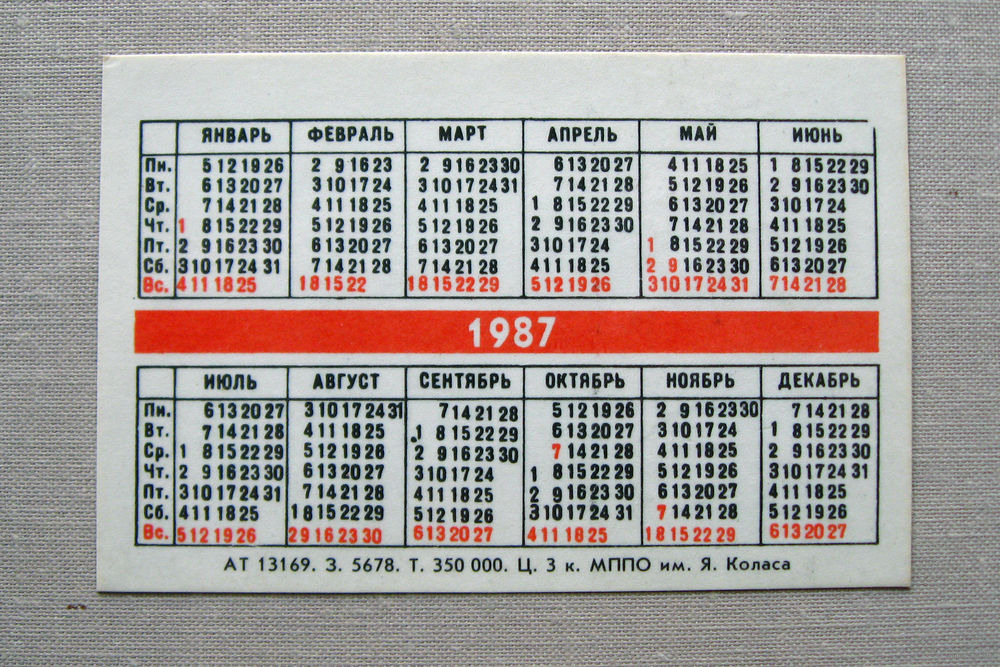 ЯНВАРЬ ФЕВРАЛЬ МАРТ АПРЕЛЬ МАЙ ИЮНЬ
Пн. 5 12 19 26 2 9 16 23 2 9 16 23 30 6 13 20 27 4 11 18 25 1 8 15 22 29
Вт. 6 13 20 27 3 10 17 24 3 10 17 24 31 7 14 21 28 5 12 19 26 2 9 16 23 30
Ср. 7 14 21 28 4 11 18 25 4 11 18 25 1 8 15 22 29 6 13 20 27 3 10 17 24
Чт. 1 8 15 22 29 5 12 19 26 5 12 19 26 2 9 16 23 30 7 14 21 28 4 11 18 25
Пт. 2 9 16 23 30 6 13 20 27 6 13 20 27 3 10 17 24 1 8 15 22 29 5 12 19 26
Сб. 3 10 17 24 31 7 14 21 28 7 14 21 28 4 11 18 25 2 9 16 23 30 6 13 20 27
Вс. 4 11 18 25 1 8 15 22 1 8 15 22 29 5 12 19 26 3 10 17 24 31 7 14 21 28
1987
ИЮЛЬ АВГУСТ СЕНТЯБРЬ ОКТЯБРЬ НОЯБРЬ ДЕКАБРЬ
Пн. 6 13 20 27 3 10 17 24 31 7 14 21 28 5 12 19 26 2 9 16 23 30 7 14 21 28
Вт. 7 14 21 28 4 11 18 25 1 8 15 22 29 6 13 20 27 3 10 17 24 1 8 15 22 29
Ср. 1 8 15 22 29 5 12 19 26 2 9 16 23 30 7 14 21 28 4 11 18 25 2 9 16 23 30
Чт. 2 9 16 23 30 6 13 20 27 3 10 17 24 1 8 15 22 29 5 12 19 26 3 10 17 24 31
Пт. 3 10 17 24 31 7 14 21 28 4 11 18 25 2 9 16 23 30 6 13 20 27 4 11 18 25
Сб. 4 11 18 25 1 8 15 22 29 5 12 19 26 3 10 17 24 31 7 14 21 28 5 12 19 26
Вс. 5 12 19 26 2 9 16 23 30 6 13 20 27 4 11 18 25 1 8 15 22 29 6 13 20 27
АТ 13169. З. 5678. Т. 350 000. Ц. 3 к. МППО им. Я. Коласа